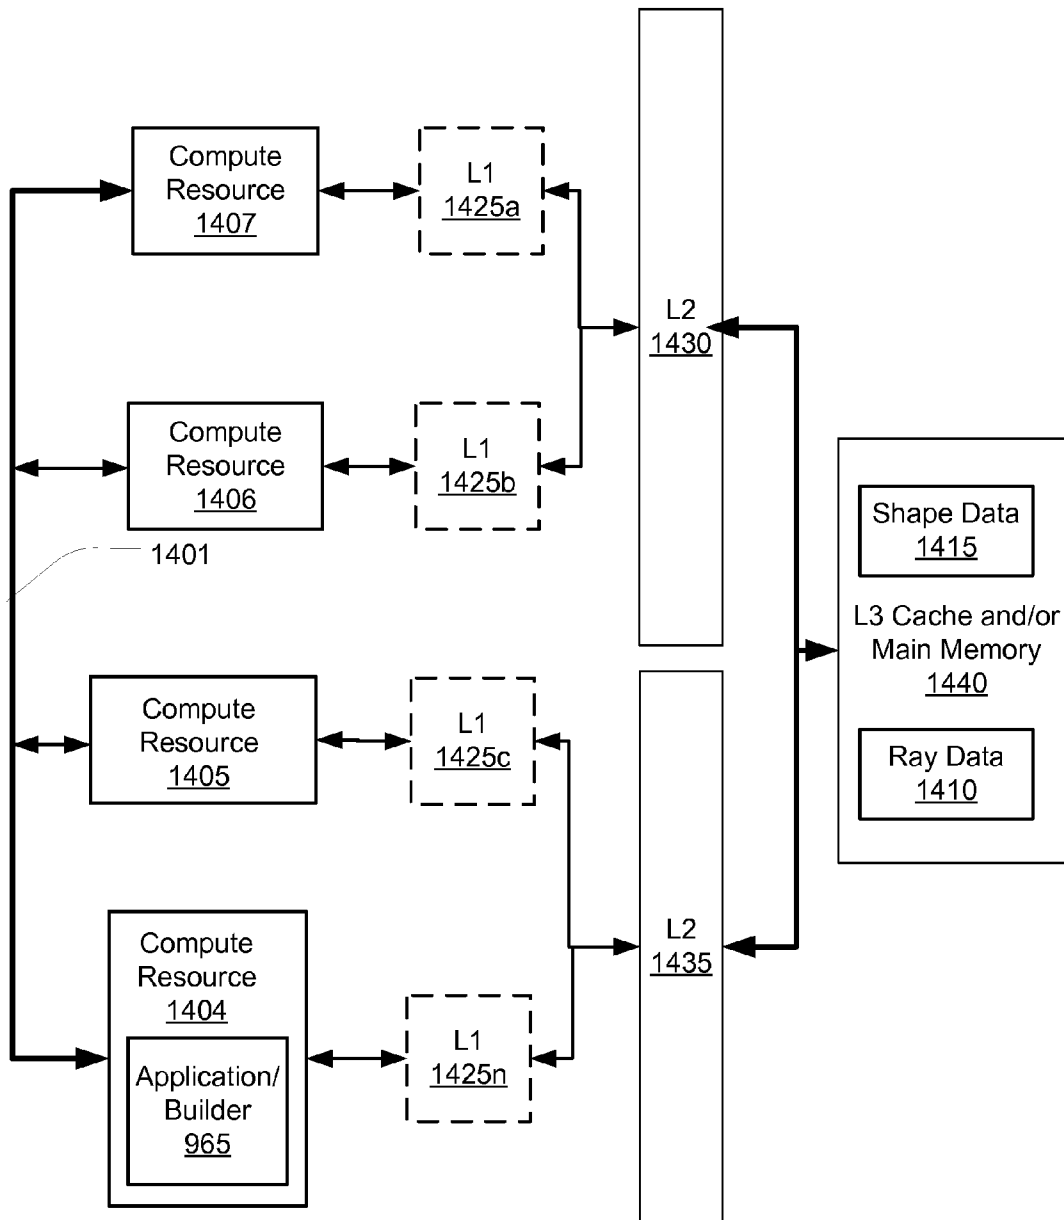 Compute
Resource
1407
L1
1425a
L2
1430
Compute
Resource
1406
L1
1425b
1401
Shape Data
1415
L3 Cache and/or
Main Memory
1440
Ray Data
1410
Compute
Resource
1405
L1
1425c
L2
1435
Compute
Resource
1404
Application/
Builder
965
L1
1425n